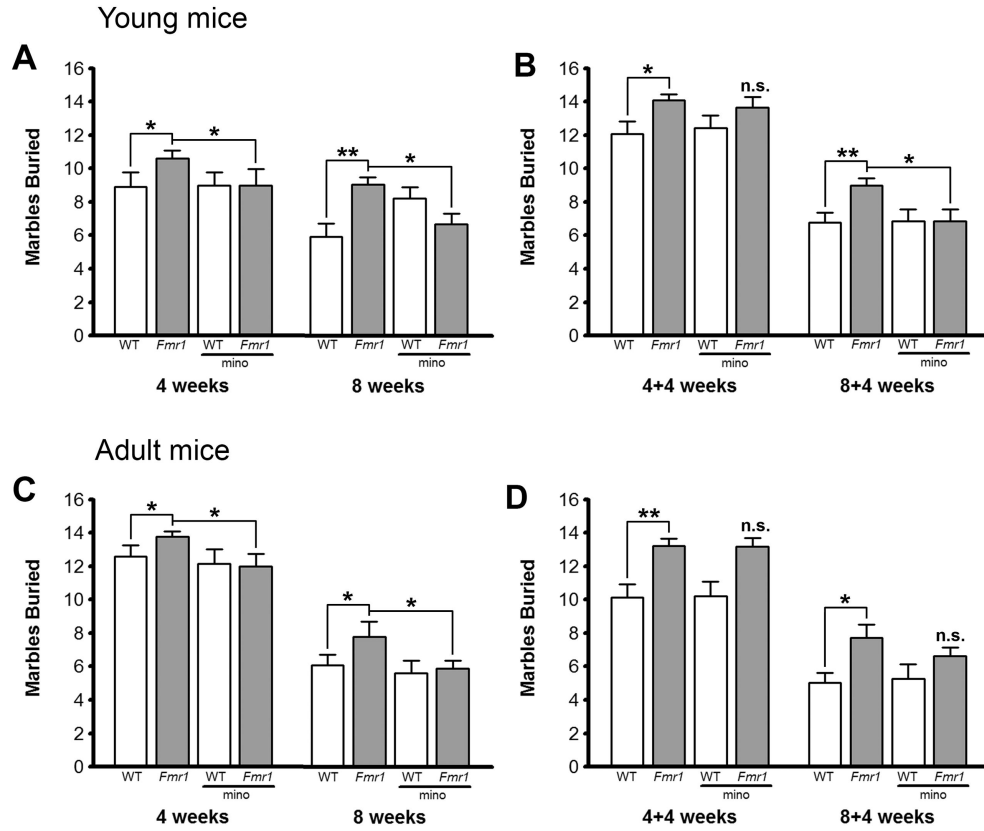 Young mice
A
B
Marbles Buried
16
14
12
10
8
6
4
2
0
*
*
**
*
WT
Fmr1
WT
Fmr1
mino
4 weeks
WT
Fmr1
WT
Fmr1
mino
8 weeks
Marbles Buried
16
14
12
10
8
6
4
2
0
*
n.s.
**
*
WT
Fmr1
WT
Fmr1
mino
4+4 weeks
WT
Fmr1
WT
Fmr1
mino
8+4 weeks
Adult mice
C
D
Marbles Buried
16
14
12
10
8
6
4
2
0
*
*
*
*
WT
Fmr1
WT
Fmr1
mino
4 weeks
WT
Fmr1
WT
Fmr1
mino
8 weeks
Marbles Buried
16
14
12
10
8
6
4
2
0
**
n.s.
*
n.s.
WT
Fmr1
WT
Fmr1
mino
4+4 weeks
WT
Fmr1
WT
Fmr1
mino
8+4 weeks